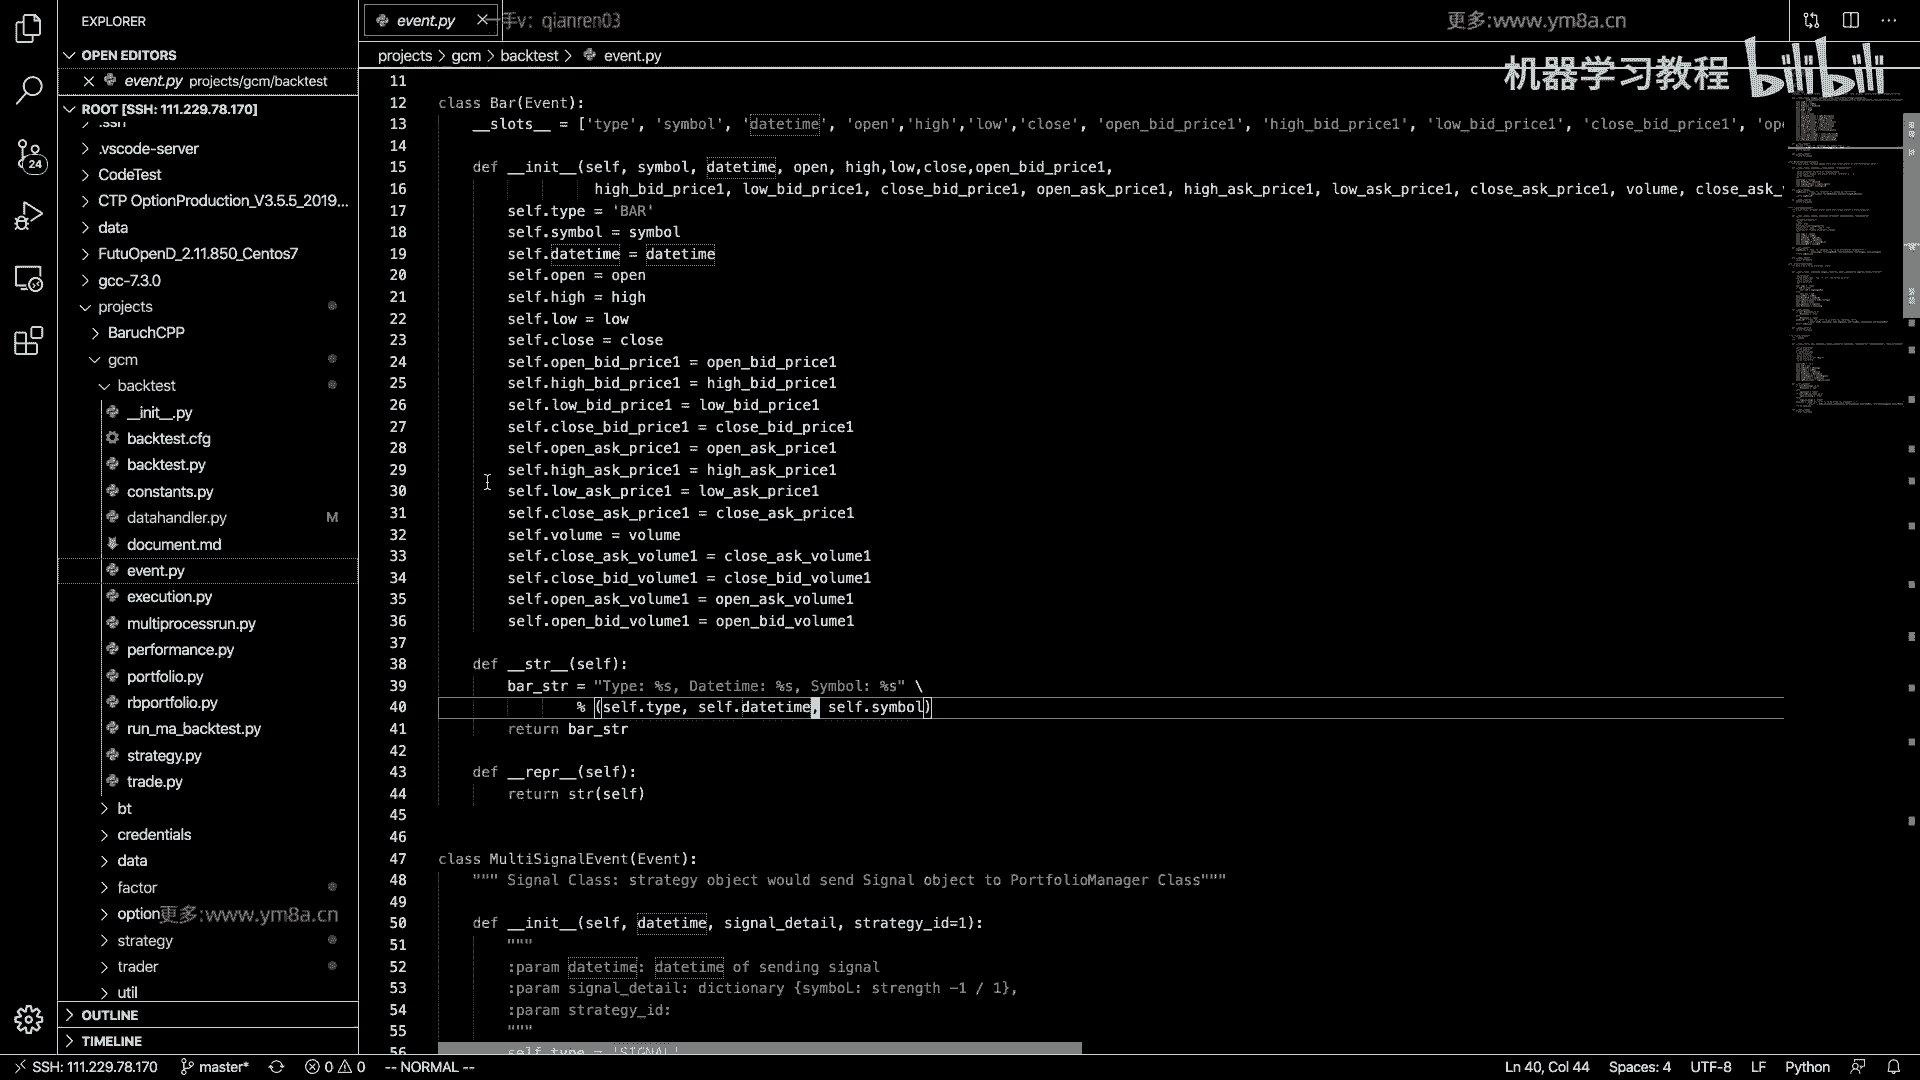 EXPLORER
OPEN EDITORS
event.py projects/gcm/backtest
ROOT [SSH: 111.229.78.170]
.ssh
.vscode-server
CodeTest
CTP OptionProduction_V3.5.5_2019...
data
FutuOpenD_2.11.850_Centos7
gcc-7.3.0
projects
BaruchCPP
gcm
backtest
__init__.py
backtest.cfg
backtest.py
constants.py
datahandler.py M
document.md
event.py
execution.py
multiprocessrun.py
performance.py
portfolio.py
rbportfolio.py
run_ma_backtest.py
strategy.py
trade.py
bt
credentials
data
factor
option
更多:www.ym8a.cn
strategy
trader
util
OUTLINE
TIMELINE
24
event.py
手v: qianren03
更多:www.ym8a.cn
机器学习教程 bilibili
projects > gcm > backtest > event.py
11
12 class Bar(Event):
13 __slots__ = ['type', 'symbol', 'datetime', 'open','high','low','close', 'open_bid_price1', 'high_bid_price1', 'low_bid_price1', 'close_bid_price1', 'ope
14
15 def __init__(self, symbol, datetime, open, high,low,close,open_bid_price1,
16 high_bid_price1, low_bid_price1, close_bid_price1, open_ask_price1, high_ask_price1, low_ask_price1, close_ask_price1, volume, close_ask_v
17 self.type = 'BAR'
18 self.symbol = symbol
19 self.datetime = datetime
20 self.open = open
21 self.high = high
22 self.low = low
23 self.close = close
24 self.open_bid_price1 = open_bid_price1
25 self.high_bid_price1 = high_bid_price1
26 self.low_bid_price1 = low_bid_price1
27 self.close_bid_price1 = close_bid_price1
28 self.open_ask_price1 = open_ask_price1
29 self.high_ask_price1 = high_ask_price1
30 self.low_ask_price1 = low_ask_price1
31 self.close_ask_price1 = close_ask_price1
32 self.volume = volume
33 self.close_ask_volume1 = close_ask_volume1
34 self.close_bid_volume1 = close_bid_volume1
35 self.open_ask_volume1 = open_ask_volume1
36 self.open_bid_volume1 = open_bid_volume1
37
38 def __str__(self):
39 bar_str = "Type: %s, Datetime: %s, Symbol: %s" \
40 % (self.type, self.datetime, self.symbol)
41 return bar_str
42
43 def __repr__(self):
44 return str(self)
45
46
47 class MultiSignalEvent(Event):
48 """ Signal Class: strategy object would send Signal object to PortfolioManager Class"""
49
50 def __init__(self, datetime, signal_detail, strategy_id=1):
51 """
52 :param datetime: datetime of sending signal
53 :param signal_detail: dictionary {symboL: strength -1 / 1},
54 :param strategy_id:
55 """
56 self.type = 'SIGNAL'
SSH: 111.229.78.170 master* 0 0 -- NORMAL -- Ln 40, Col 44 Spaces: 4 UTF-8 LF Python